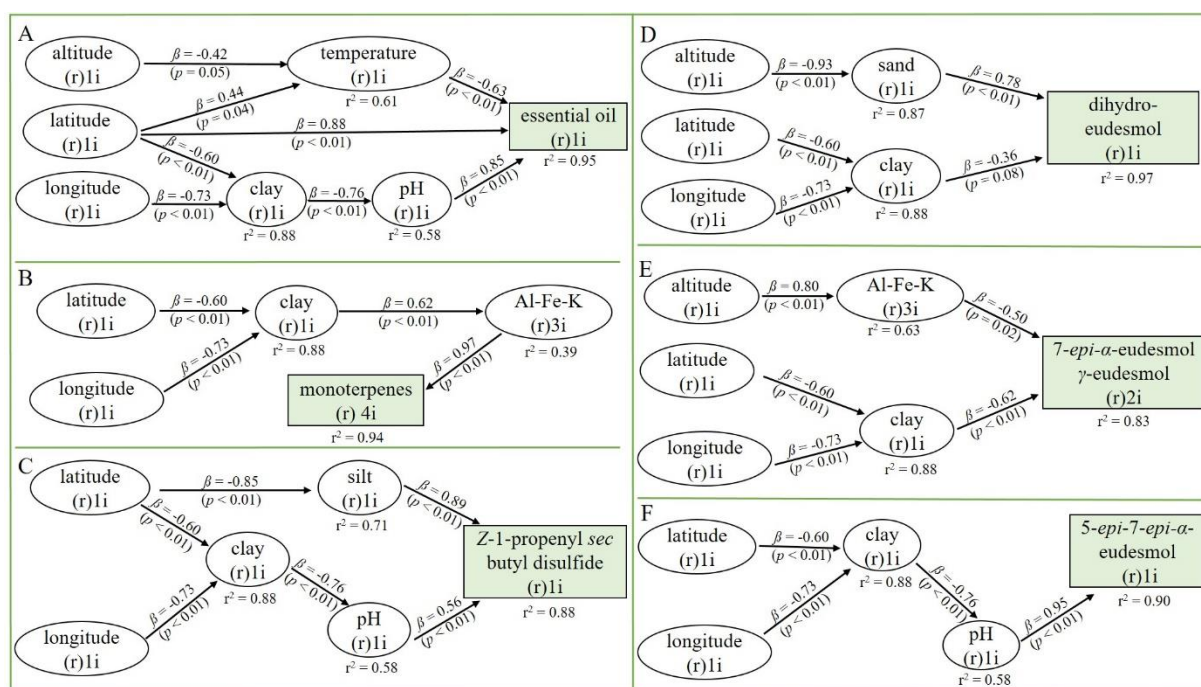 A
altitude
(r)1i
β = -0.42
(p = 0.05)
temperature
(r)1i
r² = 0.61
β = -0.63
(p < 0.01)
latitude
(r)1i
β = 0.44
(p = 0.04)
β = 0.88
(p < 0.01)
essential oil
(r)1i
r² = 0.95
β = -0.60
(p < 0.01)
longitude
(r)1i
β = -0.73
(p < 0.01)
clay
(r)1i
r² = 0.88
β = -0.76
(p < 0.01)
pH
(r)1i
r² = 0.58
β = 0.85
(p < 0.01)
B
latitude
(r)1i
β = -0.60
(p < 0.01)
clay
(r)1i
r² = 0.88
β = 0.62
(p < 0.01)
Al-Fe-K
(r)3i
r² = 0.39
longitude
(r)1i
β = -0.73
(p < 0.01)
β = 0.97
(p < 0.01)
monoterpenes
(r) 4i
r² = 0.94
C
latitude
(r)1i
β = -0.85
(p < 0.01)
silt
(r)1i
r² = 0.71
β = 0.89
(p < 0.01)
β = -0.60
(p < 0.01)
clay
(r)1i
r² = 0.88
Z-1-propenyl sec
butyl disulfide
(r)1i
r² = 0.88
longitude
(r)1i
β = -0.73
(p < 0.01)
β = -0.76
(p < 0.01)
pH
(r)1i
r² = 0.58
β = 0.56
(p < 0.01)
D
altitude
(r)1i
β = -0.93
(p < 0.01)
sand
(r)1i
r² = 0.87
β = 0.78
(p < 0.01)
dihydro-
eudesmol
(r)1i
r² = 0.97
latitude
(r)1i
β = -0.60
(p < 0.01)
clay
(r)1i
r² = 0.88
β = -0.36
(p = 0.08)
longitude
(r)1i
β = -0.73
(p < 0.01)
E
altitude
(r)1i
β = 0.80
(p < 0.01)
Al-Fe-K
(r)3i
r² = 0.63
β = -0.50
(p = 0.02)
7-epi-α-eudesmol
γ-eudesmol
(r)2i
r² = 0.83
latitude
(r)1i
β = -0.60
(p < 0.01)
clay
(r)1i
r² = 0.88
β = -0.62
(p < 0.01)
longitude
(r)1i
β = -0.73
(p < 0.01)
F
latitude
(r)1i
β = -0.60
(p < 0.01)
clay
(r)1i
r² = 0.88
5-epi-7-epi-α-
eudesmol
(r)1i
r² = 0.90
longitude
(r)1i
β = -0.73
(p < 0.01)
β = -0.76
(p < 0.01)
pH
(r)1i
r² = 0.58
β = 0.95
(p < 0.01)